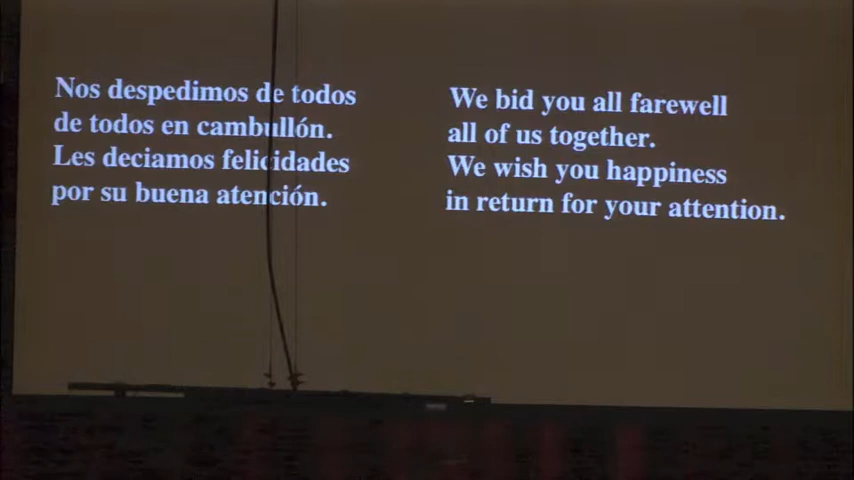 Nos despedimos de todos
de todos en cambullón.
Les deciamos felicidades
por su buena atención.
We bid you all farewell
all of us together.
We wish you happiness
in return for your attention.